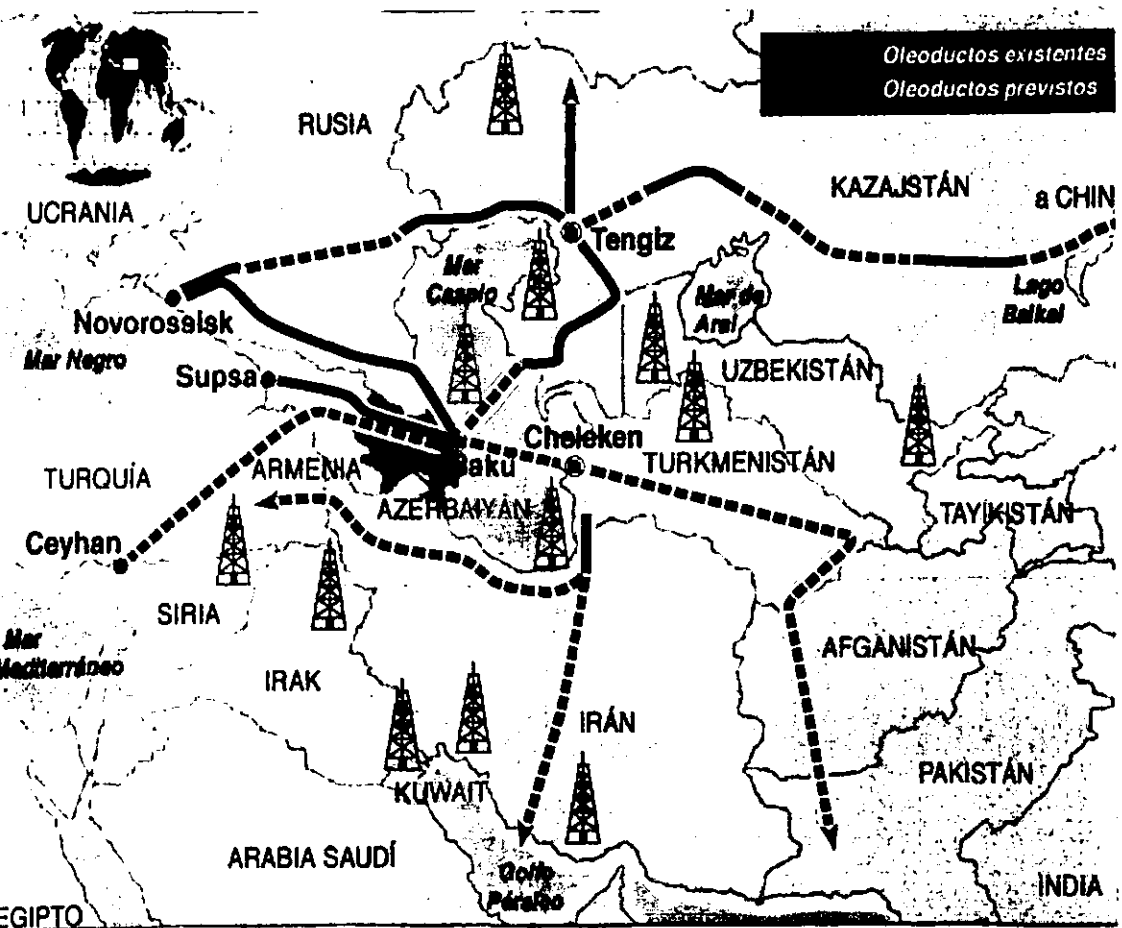 Oleoductos existentes
Oleoductos previstos
RUSIA
KAZAJSTÁN
a CHIN
UCRANIA
Tengiz
Mar
Caspio
Mar de
Aral
Lago
Baikal
Novorossisk
Mar Negro
Supsa
UZBEKISTÁN
Cheleken
Baku
TURKMENISTÁN
TURQUÍA
ARMENIA
AZERBAIYÁN
TAYIKISTÁN
Ceyhan
SIRIA
AFGANISTÁN
Mar
Mediterráneo
IRAK
IRÁN
PAKISTÁN
KUWAIT
ARABIA SAUDÍ
Golfo
Pérsico
INDIA
EGIPTO